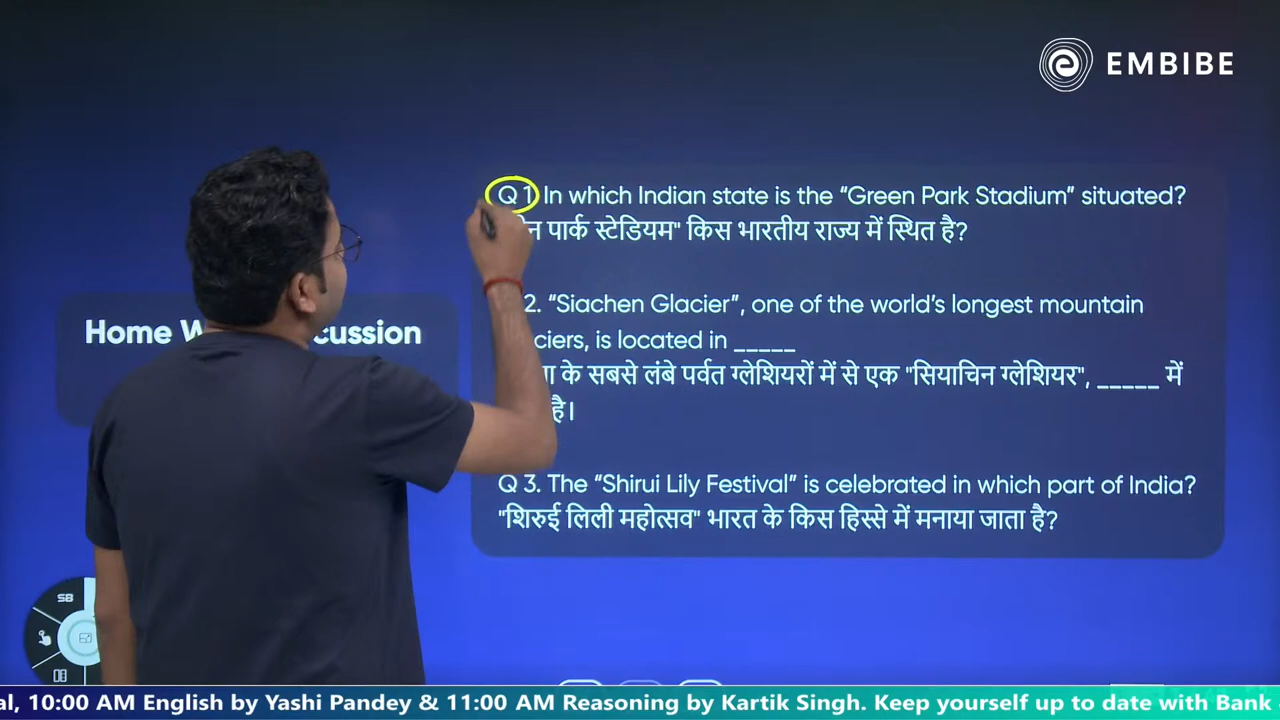 EMBIBE
Q 1. In which Indian state is the “Green Park Stadium” situated?
पार्क स्टेडियम" किस भारतीय राज्य में स्थित है?
2. “Siachen Glacier”, one of the world’s longest mountain
is located in _____
के सबसे लंबे पर्वत ग्लेशियरों में से एक "सियाचिन ग्लेशियर", _____ में
है।
Home
Q 3. The “Shirui Lily Festival” is celebrated in which part of India?
"शिरुई लिली महोत्सव" भारत के किस हिस्से में मनाया जाता है?
SB
10:00 AM English by Yashi Pandey & 11:00 AM Reasoning by Kartik Singh. Keep yourself up to date with Bank